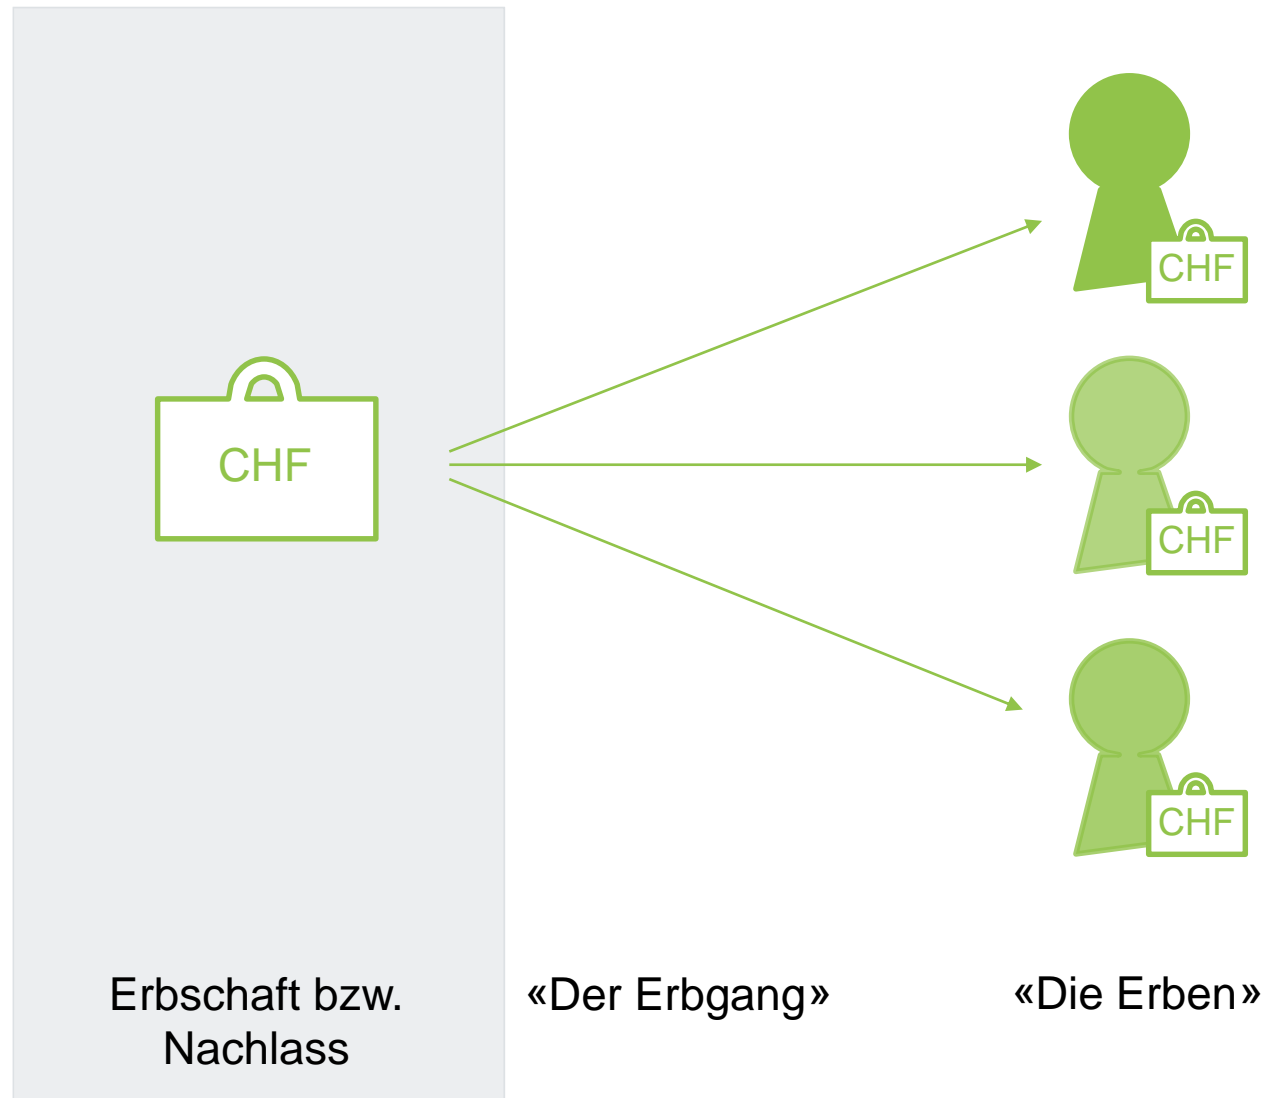 CHF
CHF
CHF
CHF
Erbschaft bzw.
Nachlass
«Der Erbgang»
«Die Erben»